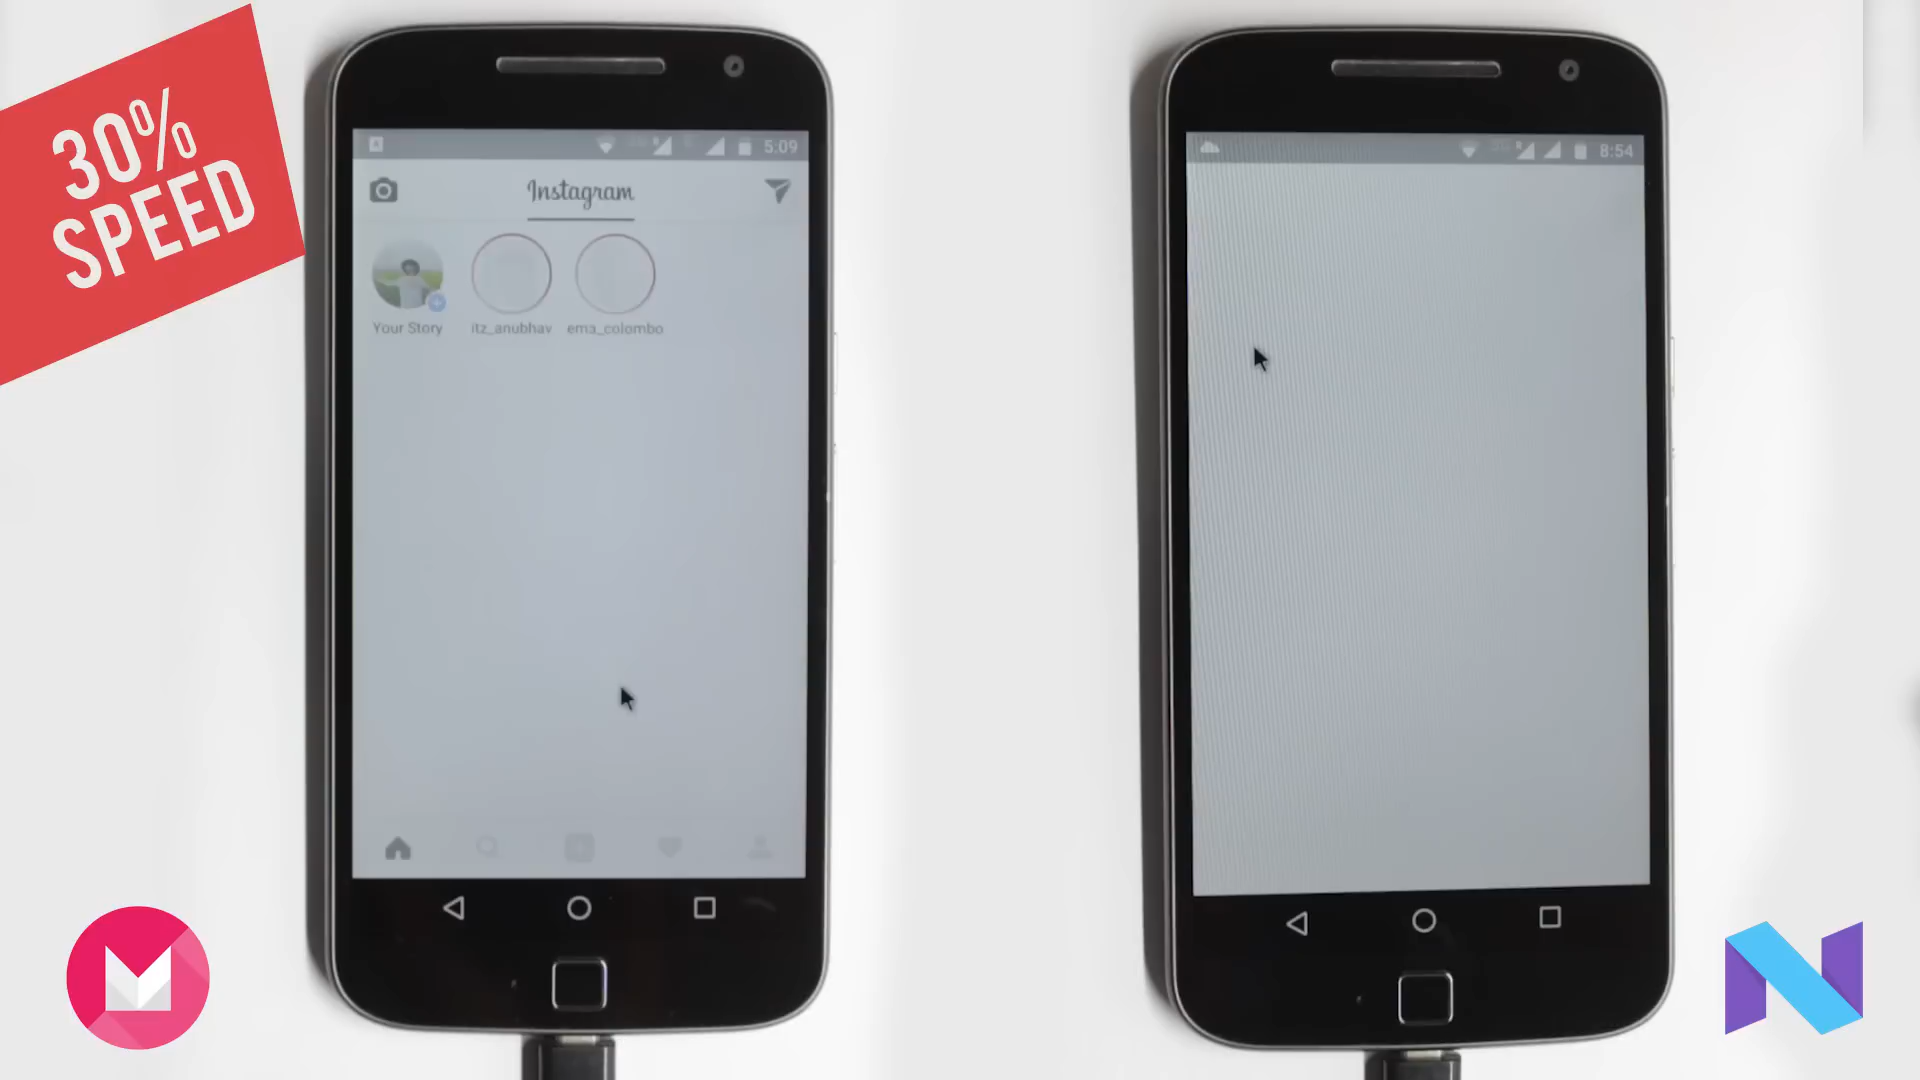 30%
SPEED
5:09
Instagram
Your Story
itz_anubhav
ema_colombo
8:54